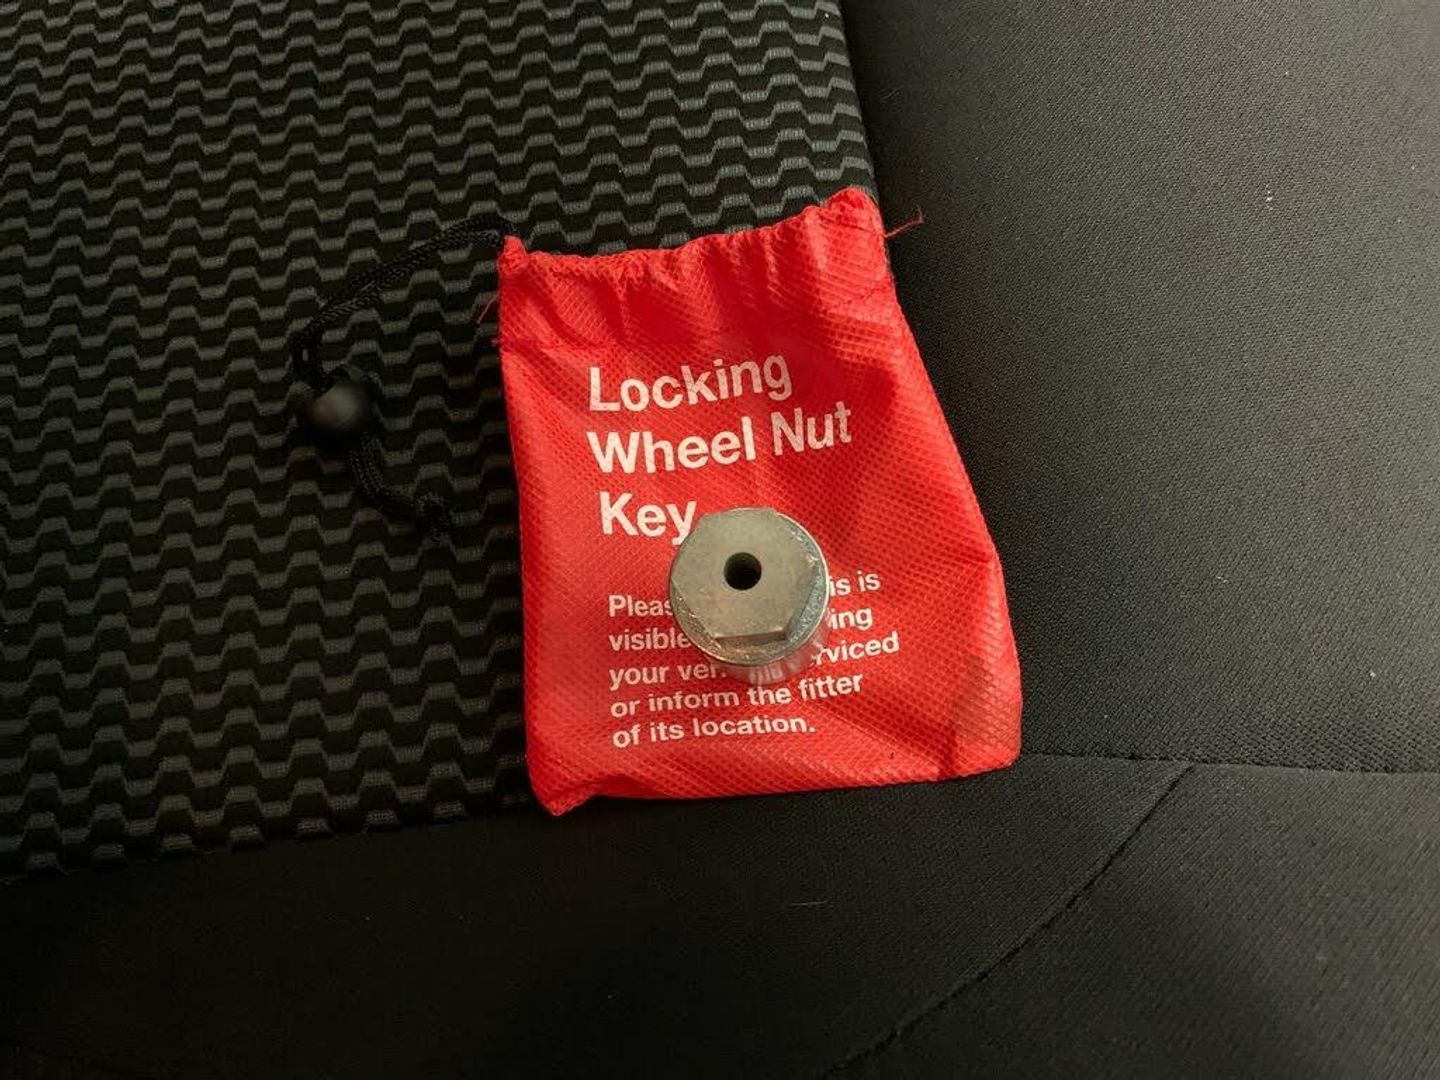 Locking
Wheel Nut
Key
is
visible
your
or inform the fitter
of its location.